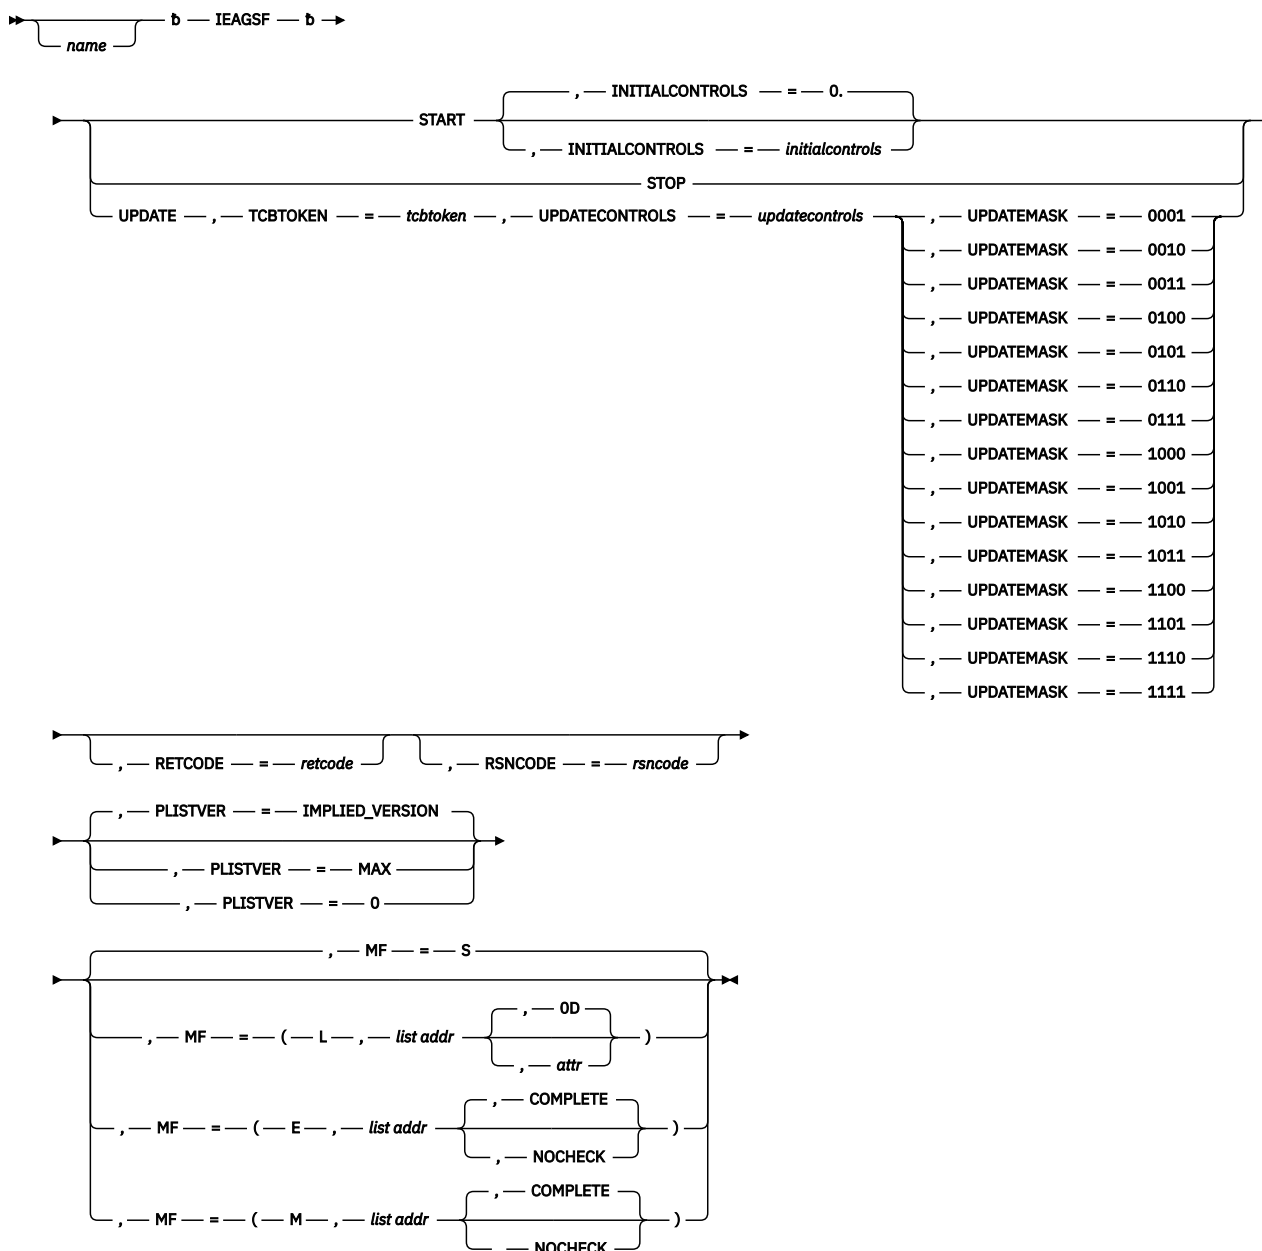 ƀ — IEAGSF — ƀ
name
, — INITIALCONTROLS — = — 0.
START
, — INITIALCONTROLS — = — initialcontrols
STOP
UPDATE — , — TCBTOKEN — = — tcbtoken — , — UPDATECONTROLS — = — updatecontrols , — UPDATEMASK — = — 0001
, — UPDATEMASK — = — 0010
, — UPDATEMASK — = — 0011
, — UPDATEMASK — = — 0100
, — UPDATEMASK — = — 0101
, — UPDATEMASK — = — 0110
, — UPDATEMASK — = — 0111
, — UPDATEMASK — = — 1000
, — UPDATEMASK — = — 1001
, — UPDATEMASK — = — 1010
, — UPDATEMASK — = — 1011
, — UPDATEMASK — = — 1100
, — UPDATEMASK — = — 1101
, — UPDATEMASK — = — 1110
, — UPDATEMASK — = — 1111
, — RETCODE — = — retcode , — RSNCODE — = — rsncode
, — PLISTVER — = — IMPLIED_VERSION
, — PLISTVER — = — MAX
, — PLISTVER — = — 0
, — MF — = — S
, — 0D
, — MF — = — ( — L — , — list addr )
, — attr
, — COMPLETE
, — MF — = — ( — E — , — list addr )
, — NOCHECK
, — COMPLETE
, — MF — = — ( — M — , — list addr )
NOCHECK